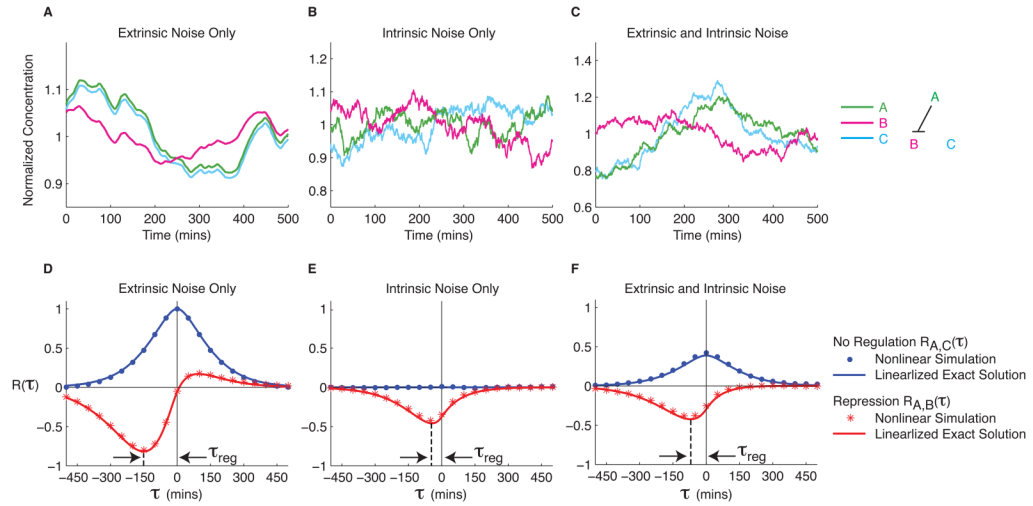 A
Extrinsic Noise Only
Normalized Concentration
1.1
1
0.9
0 100 200 300 400 500
Time (mins)
B
Intrinsic Noise Only
1.2
1.1
1
0.9
0.8
0 100 200 300 400 500
Time (mins)
C
Extrinsic and Intrinsic Noise
1.4
1.2
1
0.8
0.6
0 100 200 300 400 500
Time (mins)
A
B
C
A
B C
D
Extrinsic Noise Only
R(τ)
1
0.5
0
−0.5
−1
−450 −300 −150 0 150 300 450
τreg
τ (mins)
E
Intrinsic Noise Only
1
0.5
0
−0.5
−1
−450 −300 −150 0 150 300 450
τreg
τ (mins)
F
Extrinsic and Intrinsic Noise
1
0.5
0
−0.5
−1
−450 −300 −150 0 150 300 450
τreg
τ (mins)
No Regulation RA,C(τ)
Nonlinear Simulation
Linearlized Exact Solution
Repression RA,B(τ)
Nonlinear Simulation
Linearlized Exact Solution